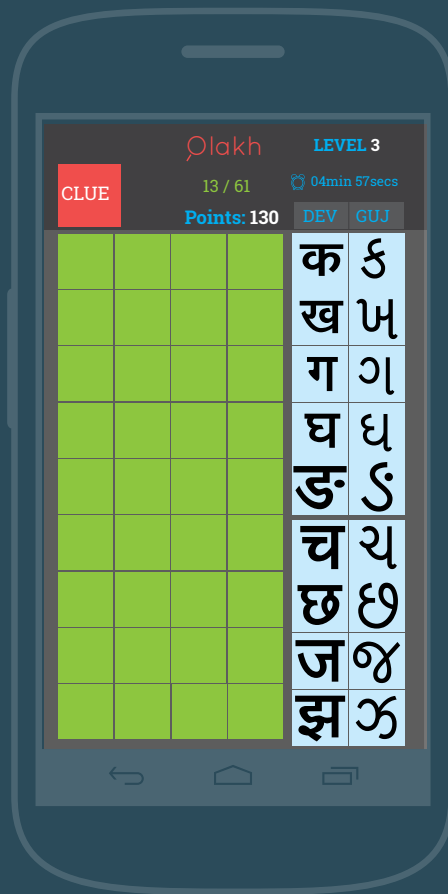 Olakh
LEVEL 3
CLUE
13 / 61
04min 57secs
Points: 130
DEV GUJ
क ક
ख ખ
ग ગ
घ ઘ
ङ ઙ
च ચ
छ છ
ज જ
झ ઝ